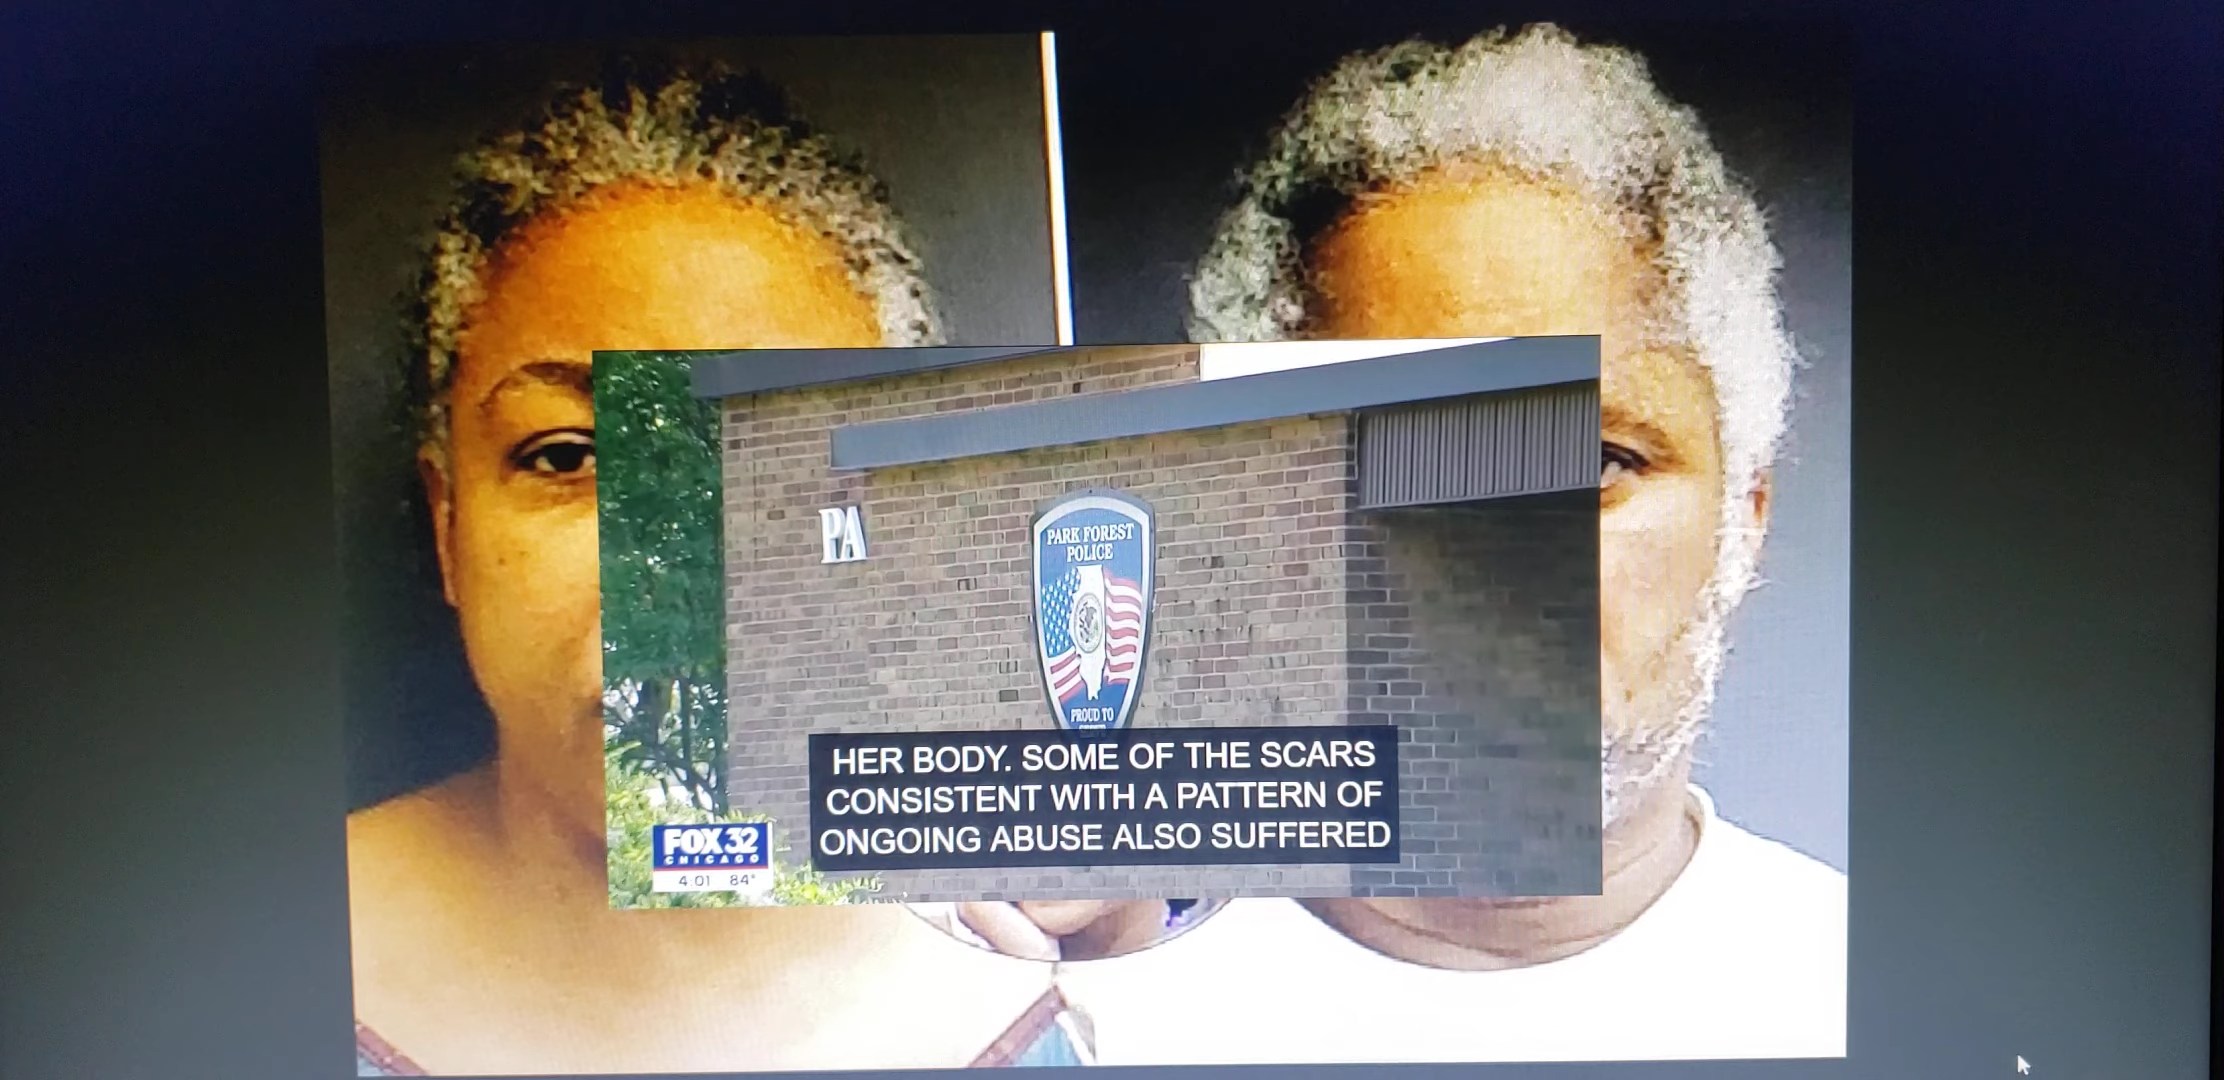 PA
PARK FOREST
POLICE
PROUD TO
HER BODY. SOME OF THE SCARS
CONSISTENT WITH A PATTERN OF
ONGOING ABUSE ALSO SUFFERED
FOX 32
CHICAGO
4:01 84°